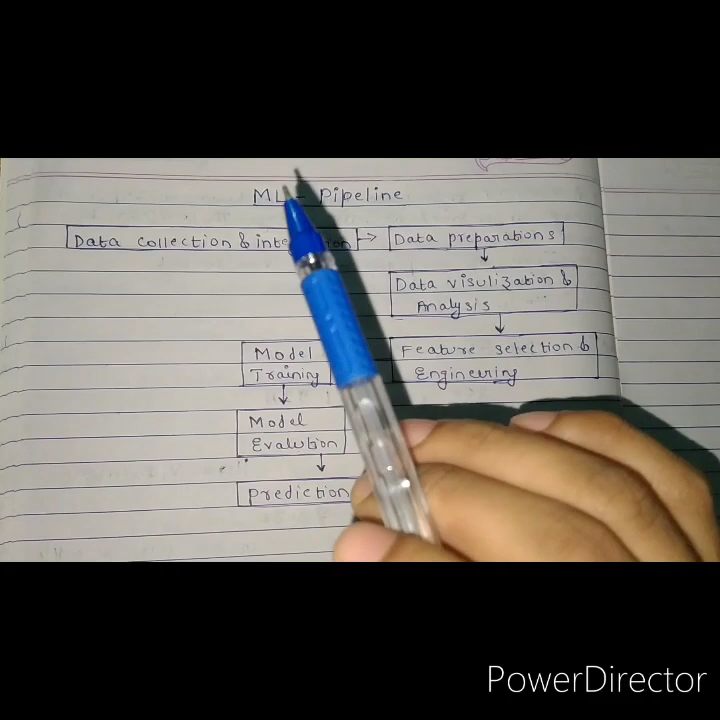 ML - Pipeline
Data collection & inte
Data preparations
Data visulization &
Analysis
Feature selection &
Engineering
Model
Training
Model
Evalution
Prediction
PowerDirector